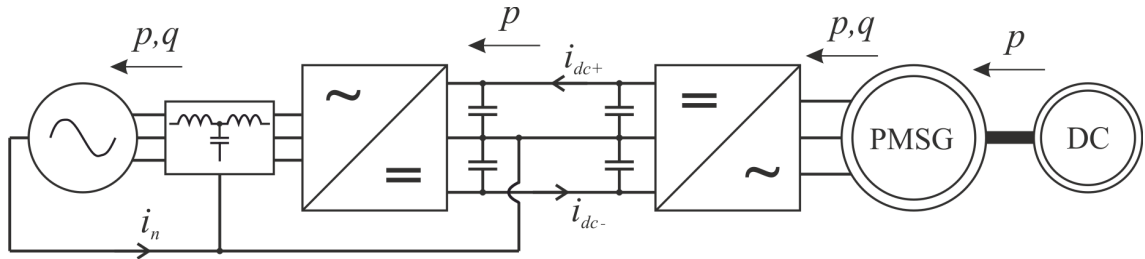 p,q
p
p,q
p
i_dc+
~
=
=
~
PMSG
DC
i_n
i_dc-